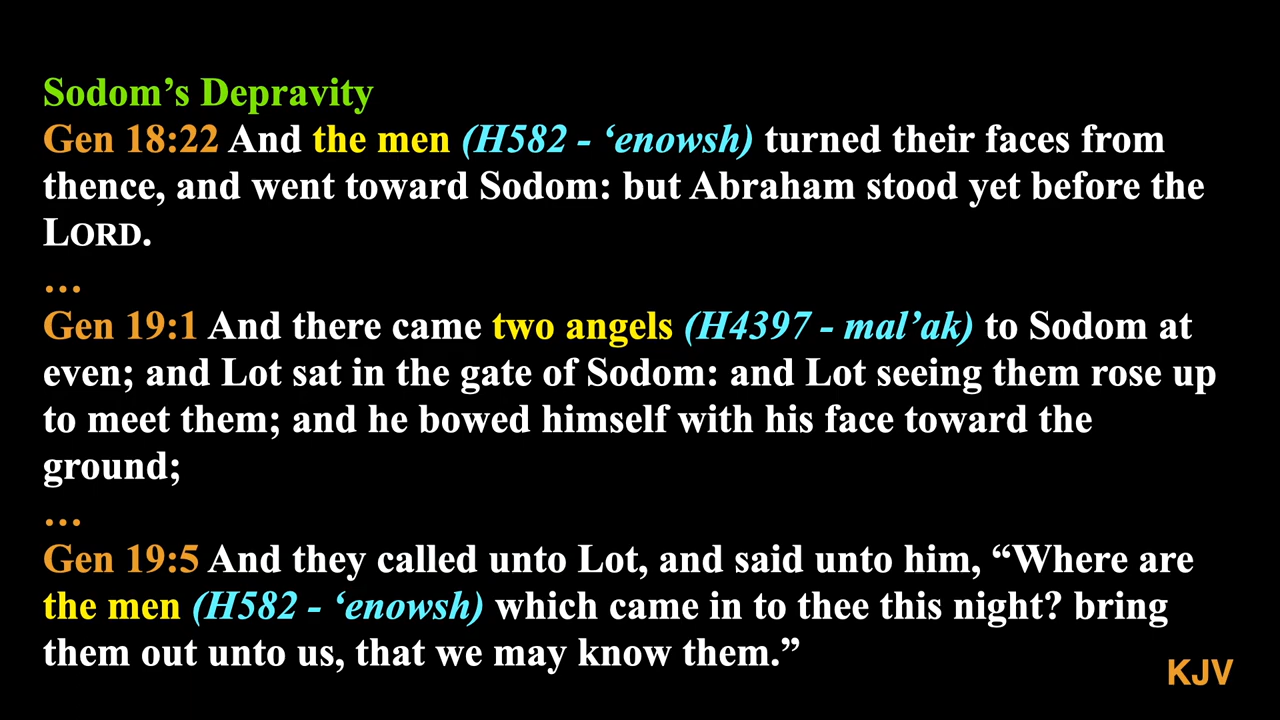 Sodom’s Depravity
Gen 18:22 And the men (H582 - ‘enowsh) turned their faces from
thence, and went toward Sodom: but Abraham stood yet before the
LORD.
…
Gen 19:1 And there came two angels (H4397 - mal’ak) to Sodom at
even; and Lot sat in the gate of Sodom: and Lot seeing them rose up
to meet them; and he bowed himself with his face toward the
ground;
…
Gen 19:5 And they called unto Lot, and said unto him, “Where are
the men (H582 - ‘enowsh) which came in to thee this night? bring
them out unto us, that we may know them.”
KJV